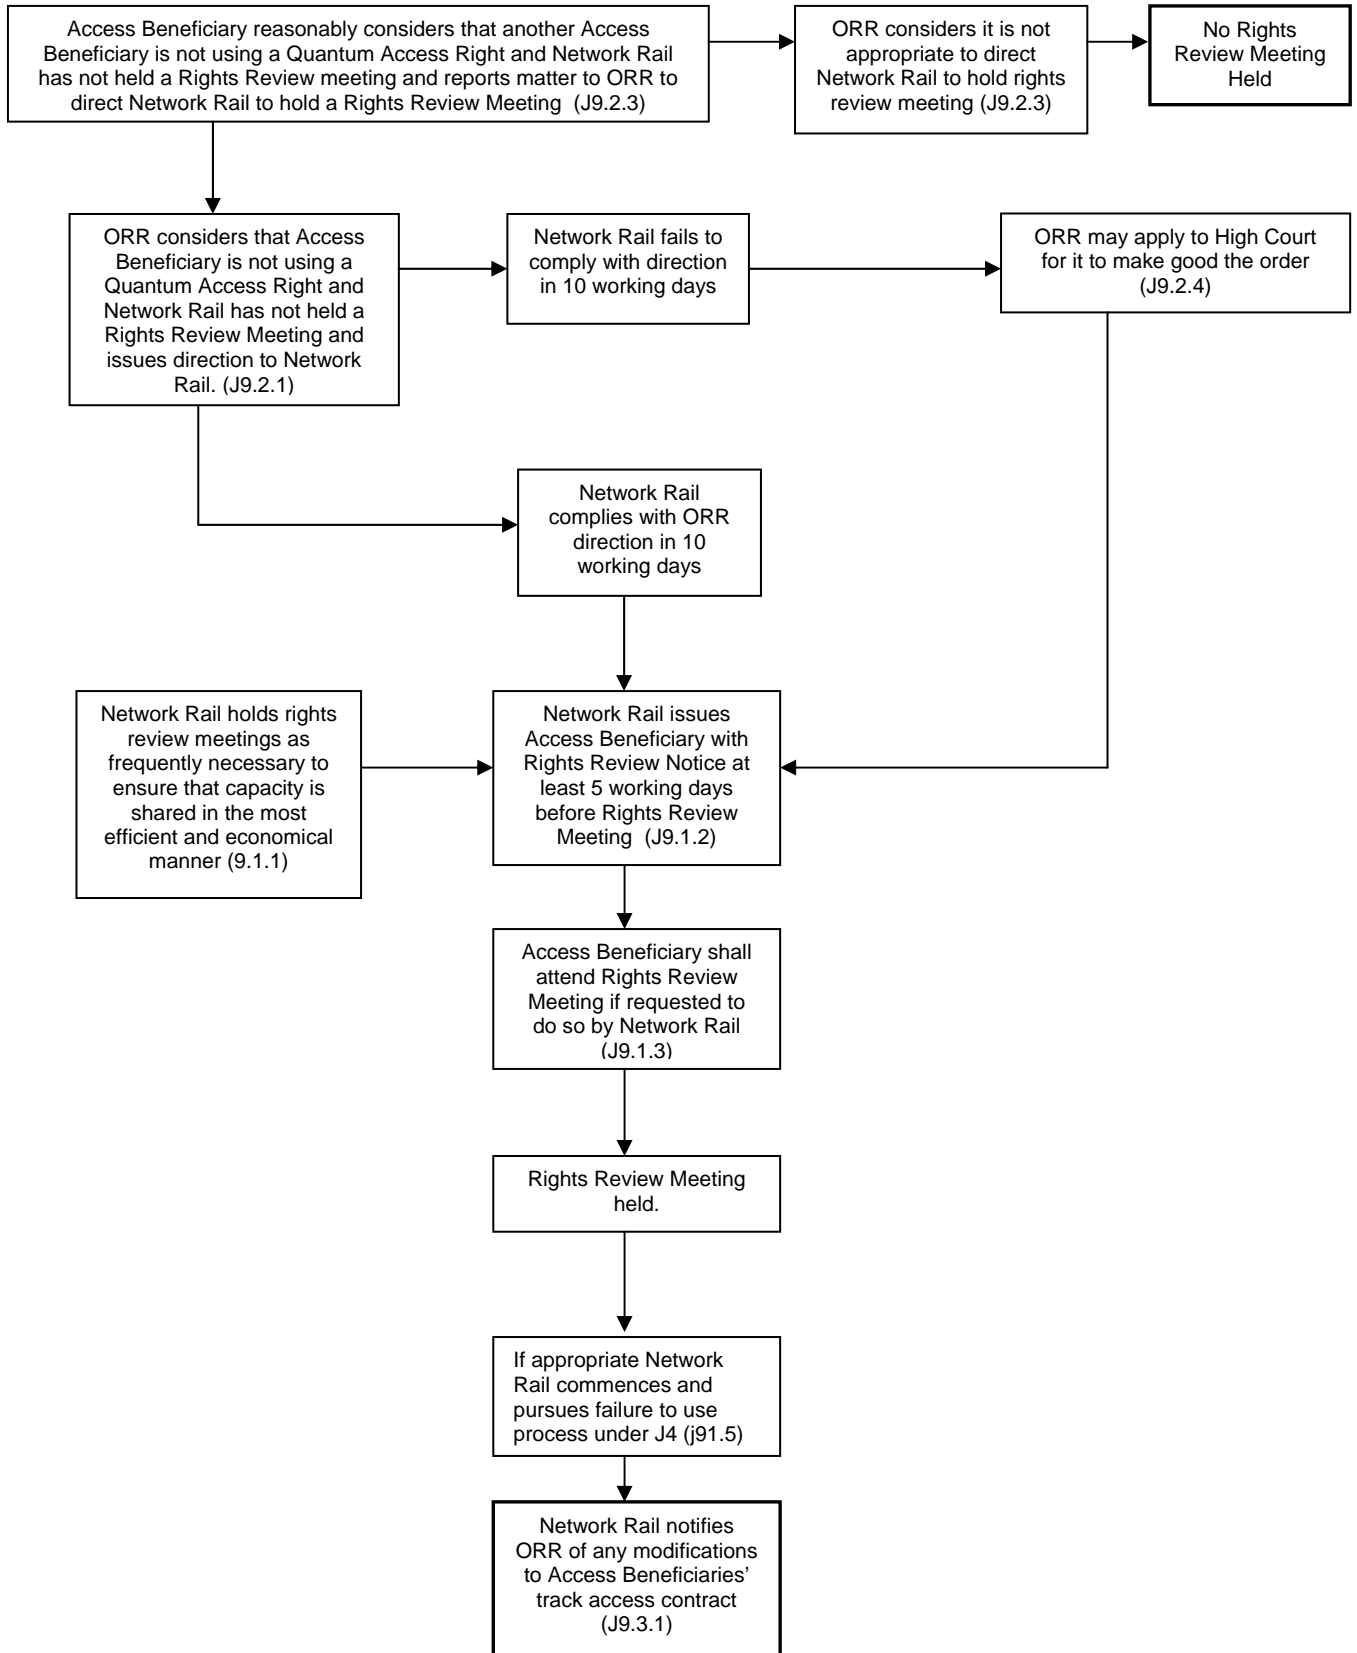 Access Beneficiary reasonably considers that another Access
Beneficiary is not using a Quantum Access Right and Network Rail
has not held a Rights Review meeting and reports matter to ORR to
direct Network Rail to hold a Rights Review Meeting (J9.2.3)
ORR considers it is not
appropriate to direct
Network Rail to hold rights
review meeting (J9.2.3)
No Rights
Review Meeting
Held
ORR considers that Access
Beneficiary is not using a
Quantum Access Right and
Network Rail has not held a
Rights Review Meeting and
issues direction to Network
Rail. (J9.2.1)
Network Rail fails to
comply with direction
in 10 working days
ORR may apply to High Court
for it to make good the order
(J9.2.4)
Network Rail
complies with ORR
direction in 10
working days
Network Rail holds rights
review meetings as
frequently necessary to
ensure that capacity is
shared in the most
efficient and economical
manner (9.1.1)
Network Rail issues
Access Beneficiary with
Rights Review Notice at
least 5 working days
before Rights Review
Meeting (J9.1.2)
Access Beneficiary shall
attend Rights Review
Meeting if requested to
do so by Network Rail
(J9.1.3)
Rights Review Meeting
held.
If appropriate Network
Rail commences and
pursues failure to use
process under J4 (j91.5)
Network Rail notifies
ORR of any modifications
to Access Beneficiaries’
track access contract
(J9.3.1)